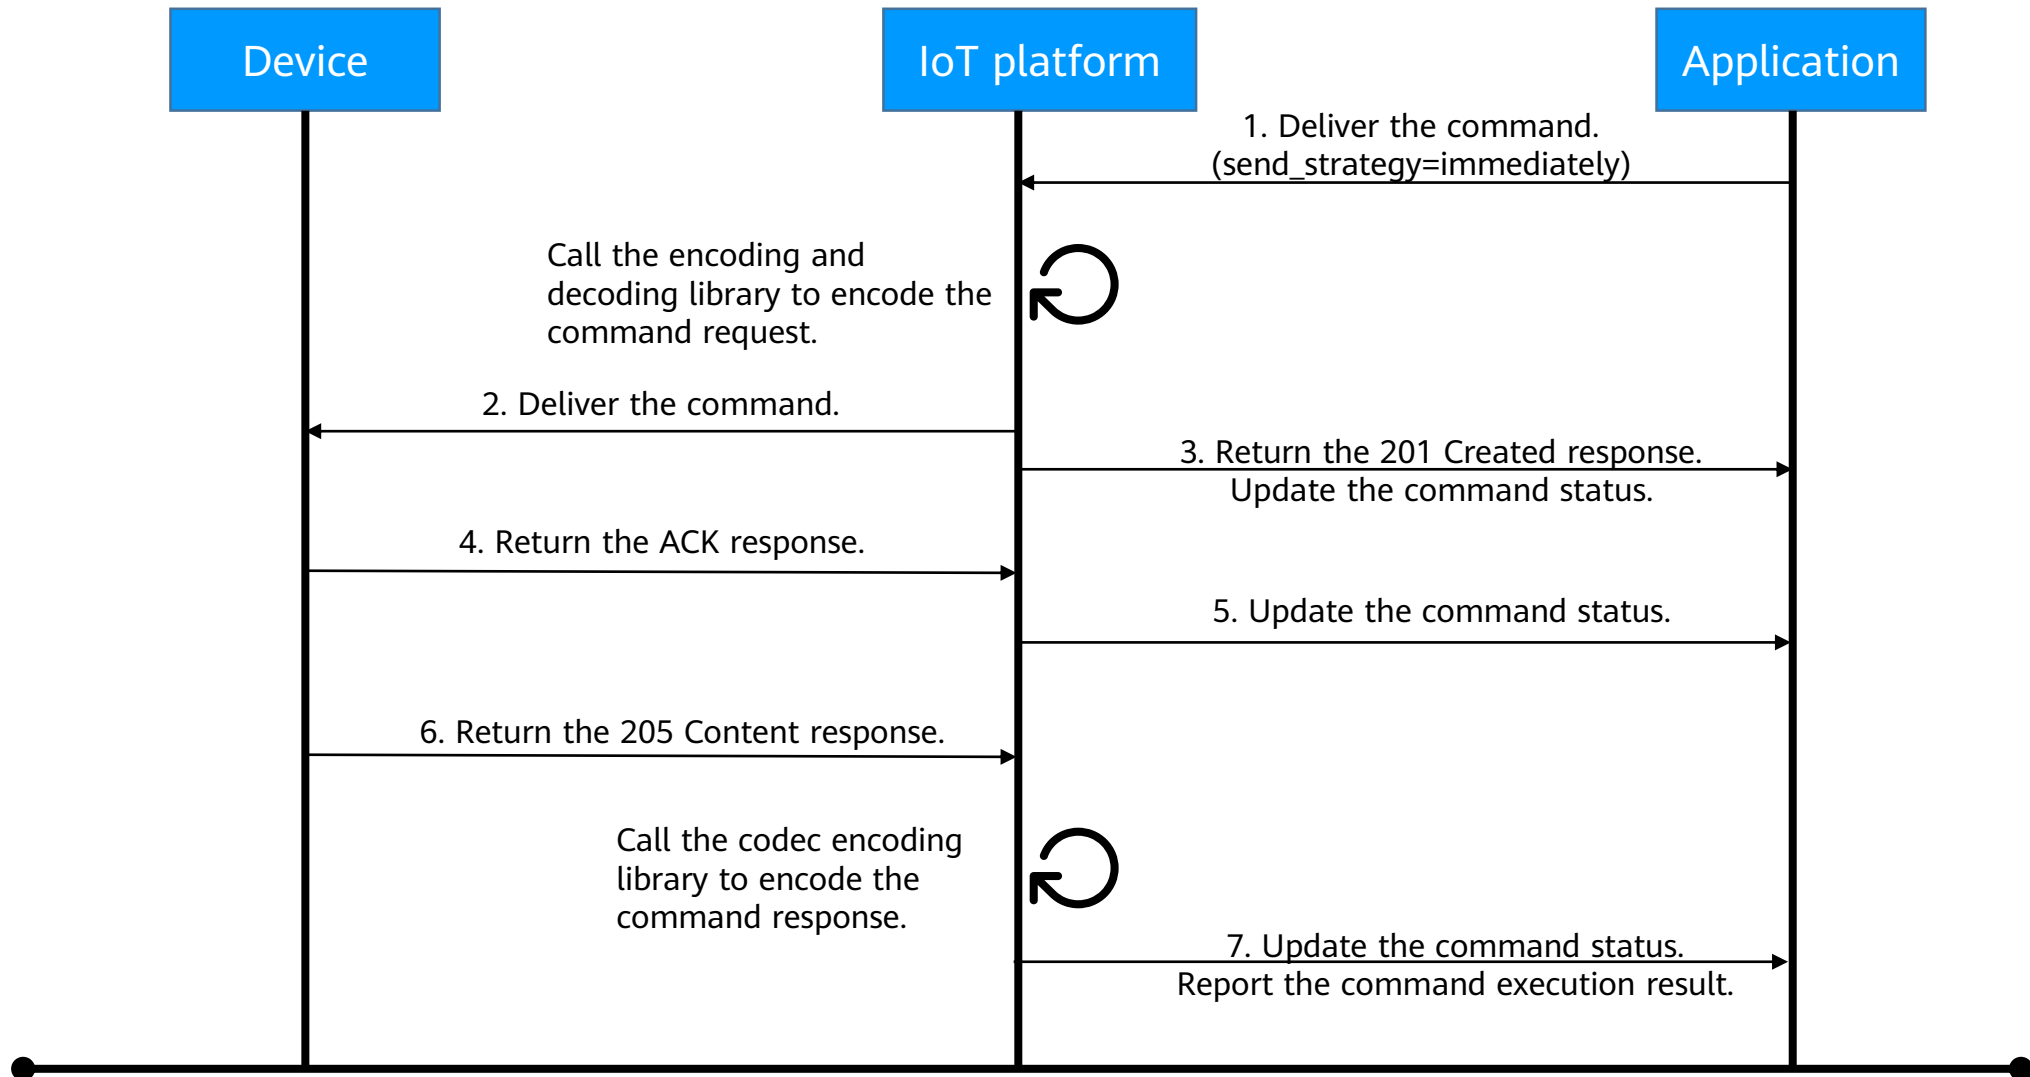 Device
IoT platform
Application
1. Deliver the command.
(send_strategy=immediately)
Call the encoding and
decoding library to encode the
command request.
2. Deliver the command.
3. Return the 201 Created response.
Update the command status.
4. Return the ACK response.
5. Update the command status.
6. Return the 205 Content response.
Call the codec encoding
library to encode the
command response.
7. Update the command status.
Report the command execution result.